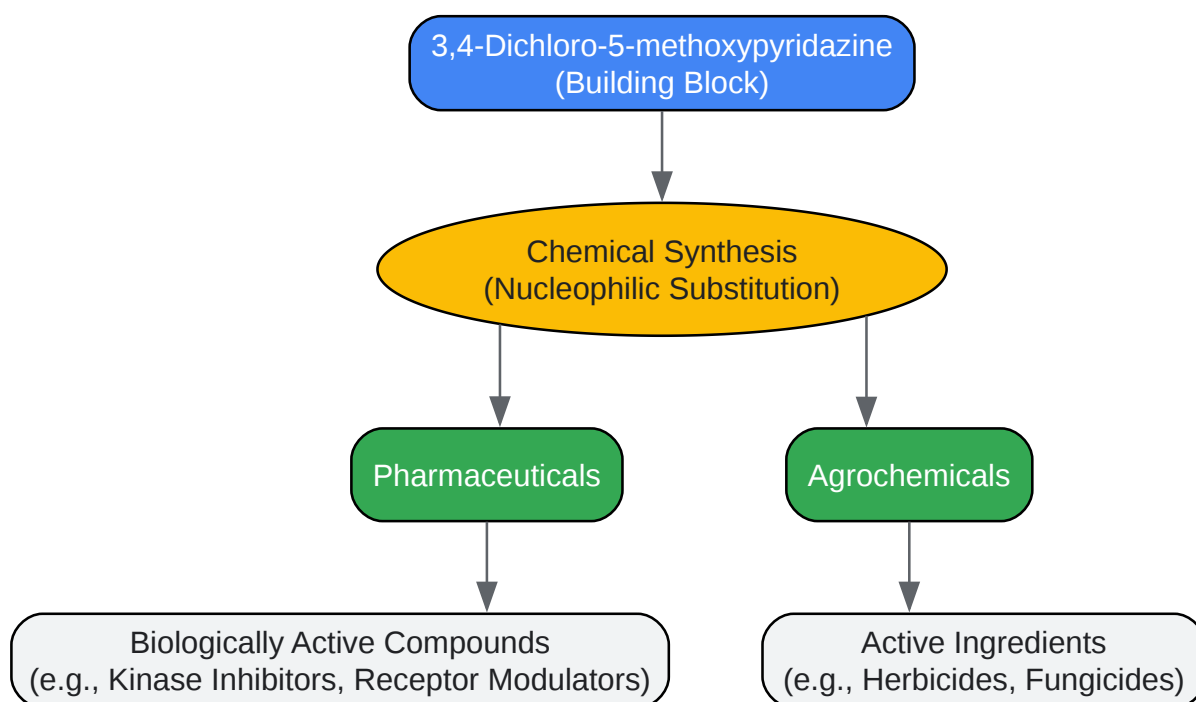 3,4-Dichloro-5-methoxypyridazine
(Building Block)
Chemical Synthesis
(Nucleophilic Substitution)
Pharmaceuticals
Agrochemicals
Biologically Active Compounds
(e.g., Kinase Inhibitors, Receptor Modulators)
Active Ingredients
(e.g., Herbicides, Fungicides)